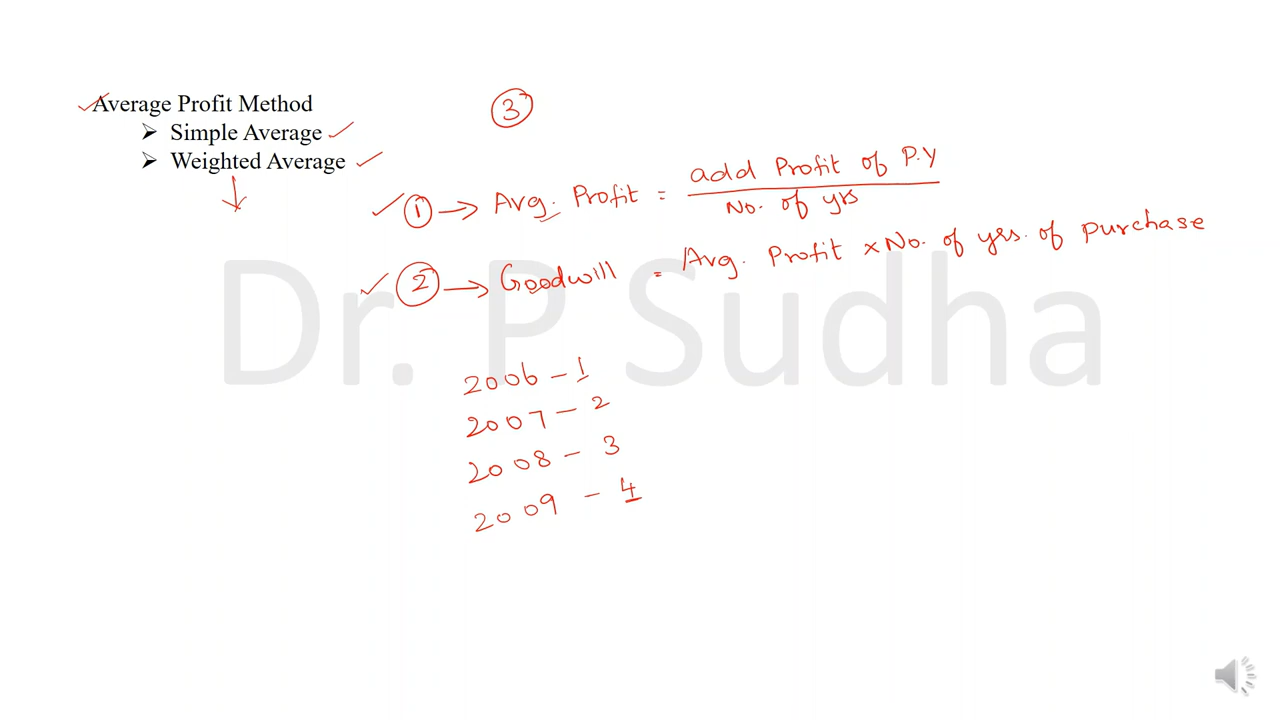 Average Profit Method
③
➢ Simple Average
➢ Weighted Average
① → Avg. Profit = add Profit of P.Y
No. of yrs
② → Goodwill = Avg. Profit × No. of yrs. of Purchase
Dr. P Sudha
2006 - 1
2007 - 2
2008 - 3
2009 - 4